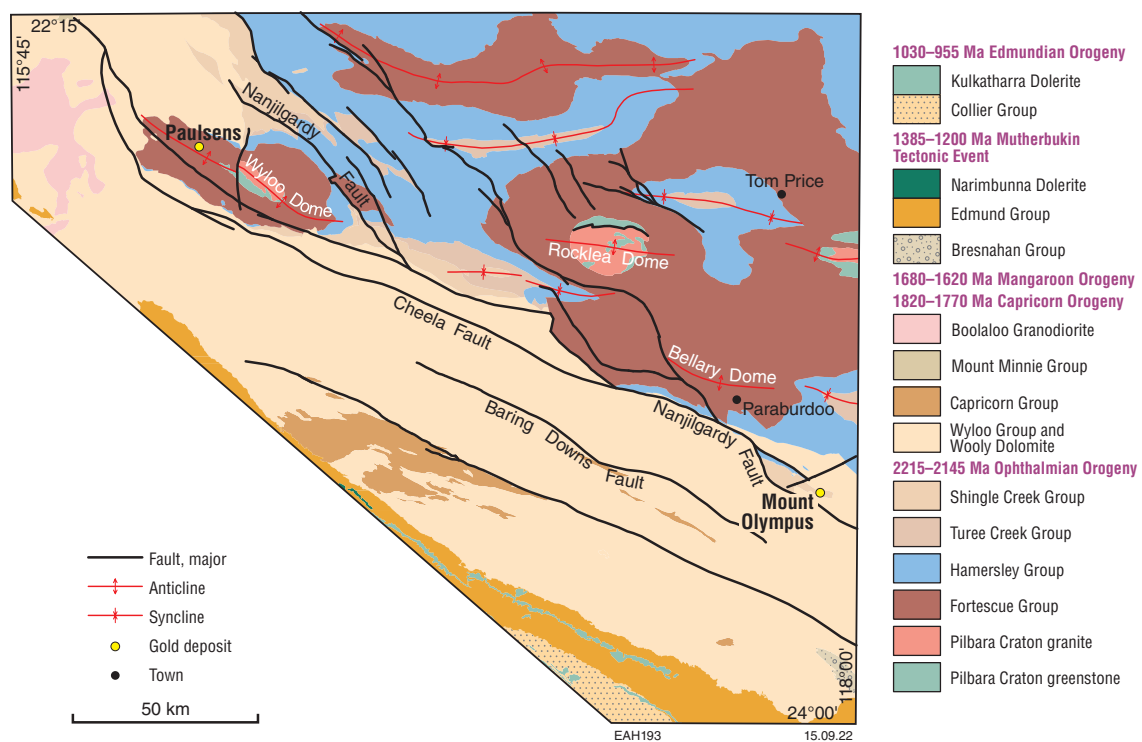 22°15'
115°45'
Nanjilgardy
Fault
Paulsens
Wyloo Dome
Tom Price
Rocklea Dome
Cheela Fault
Bellary Dome
Paraburdoo
Nanjilgardy
Fault
Baring Downs
Fault
Mount
Olympus
118°00'
24°00'
Fault, major
Anticline
Syncline
Gold deposit
Town
50 km
EAH193
15.09.22
1030–955 Ma Edmundian Orogeny
Kulkatharra Dolerite
Collier Group
1385–1200 Ma Mutherbukin
Tectonic Event
Narimbunna Dolerite
Edmund Group
Bresnahan Group
1680–1620 Ma Mangaroon Orogeny
1820–1770 Ma Capricorn Orogeny
Boolaloo Granodiorite
Mount Minnie Group
Capricorn Group
Wyloo Group and
Wooly Dolomite
2215–2145 Ma Ophthalmian Orogeny
Shingle Creek Group
Turee Creek Group
Hamersley Group
Fortescue Group
Pilbara Craton granite
Pilbara Craton greenstone